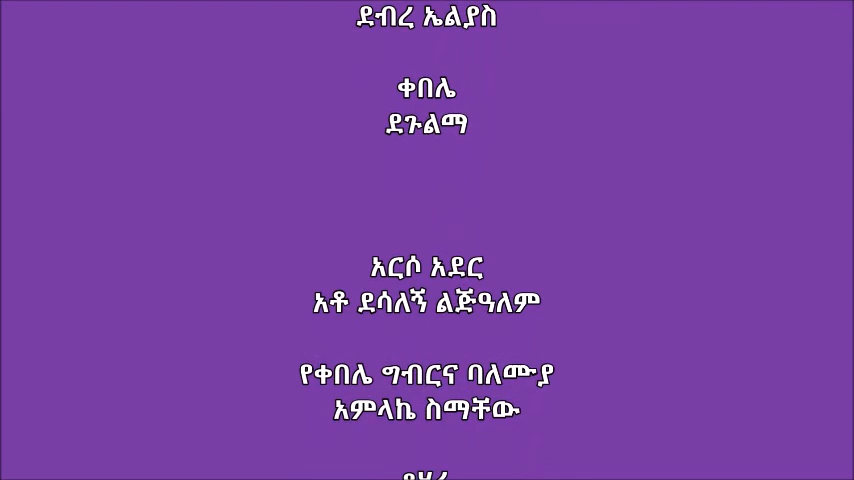 ደብረ ኤልያስ
ቀበሌ
ደጉልማ
አርሶ አደር
አቶ ደሳለኝ ልጅዓለም
የቀበሌ ግብርና ባለሙያ
አምላኬ ስማቸው